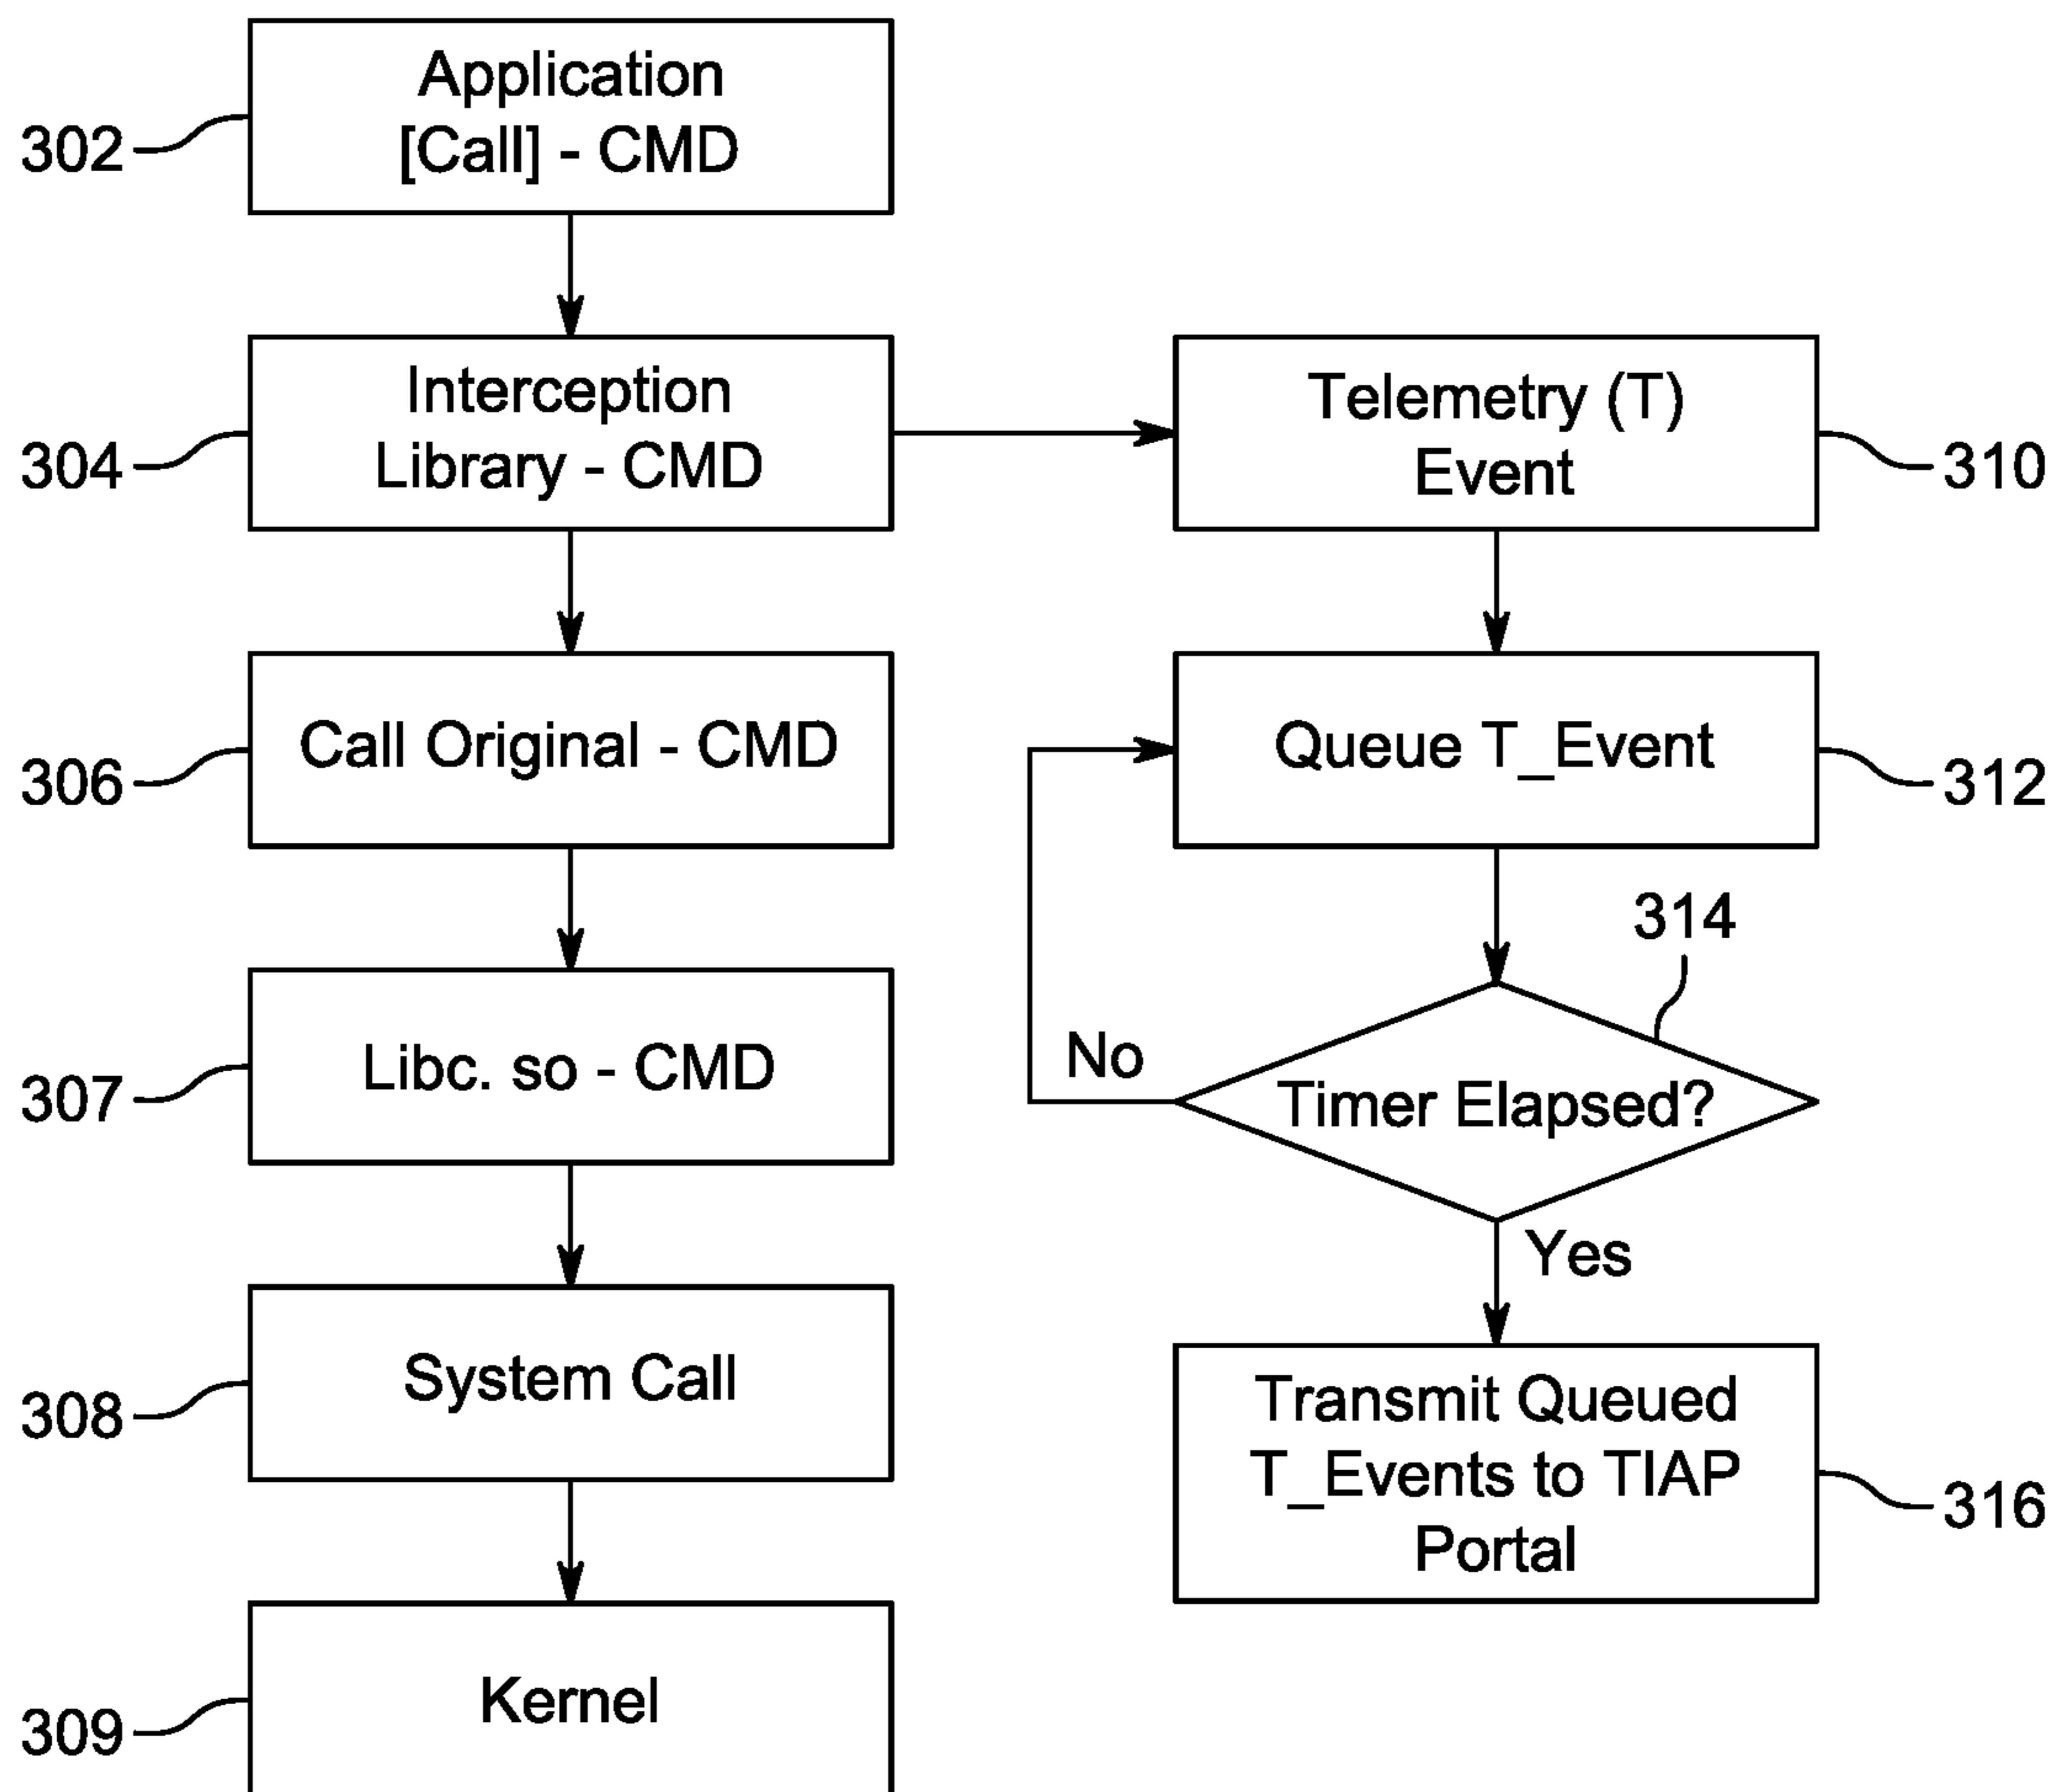 Application
[Call] - CMD
302
Interception
Library - CMD
304
Telemetry (T)
Event
310
Call Original - CMD
306
Queue T_Event
312
314
Libc. so - CMD
307
No
Timer Elapsed?
Yes
System Call
308
Transmit Queued
T_Events to TIAP
Portal
316
Kernel
309